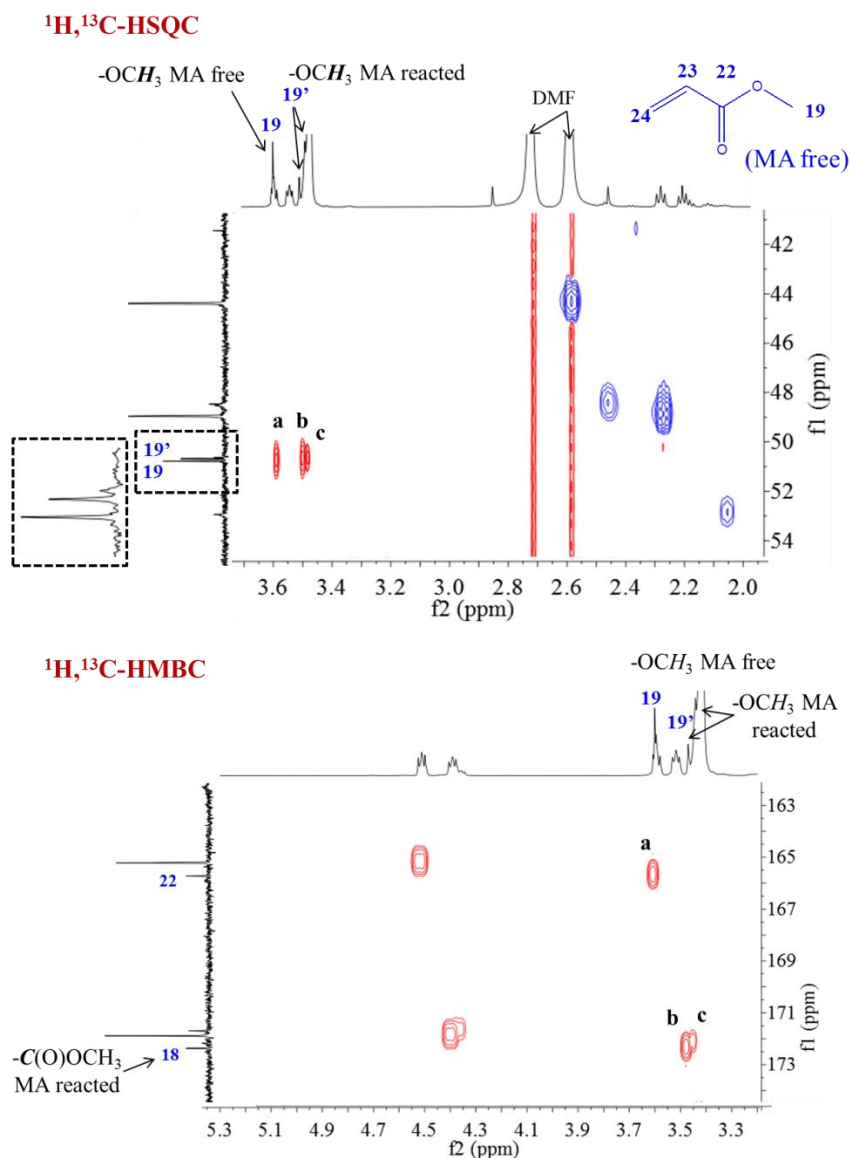 ¹H,¹³C-HSQC
-OCH₃ MA free
-OCH₃ MA reacted
19
19’
DMF
23
22
24
19
O
O
(MA free)
42
44
46
48
50
52
54
f1 (ppm)
a
b
c
19’
19
3.6
3.4
3.2
3.0
2.8
2.6
2.4
2.2
2.0
f2 (ppm)
¹H,¹³C-HMBC
-OCH₃ MA free
19
19’
-OCH₃ MA
reacted
163
165
167
169
171
173
f1 (ppm)
a
b
c
22
18
-C(O)OCH₃
MA reacted
5.3
5.1
4.9
4.7
4.5
4.3
4.1
3.9
3.7
3.5
3.3
f2 (ppm)